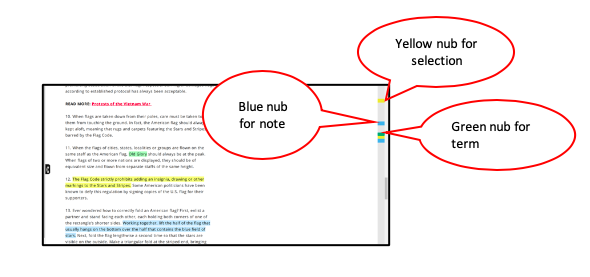 according to established protocol has always been acceptable.
READ MORE: Protests of the Vietnam War.
10. When flags are taken down from their poles, care must be taken to
them from touching the ground. In fact, the American flag should always
kept aloft, meaning that rugs and carpets featuring the Stars and Stripes
barred by the Flag Code.
11. When the flags of cities, states, localities or groups are flown on the
same staff as the American flag, Old Glory should always be at the peak.
When flags of two or more nations are displayed, they should be of
equivalent size and flown from separate staffs of the same height.
12. The Flag Code strictly prohibits adding an insignia, drawing or other
markings to the Stars and Stripes. Some American politicians have been
known to defy this regulation by signing copies of the U.S. flag for their
supporters.
13. Ever wondered how to correctly fold an American flag? First, enlist a
partner and stand facing each other, each holding both corners of one of
the rectangle's shorter sides. Working together, lift the half of the flag that
usually hangs on the bottom over the half that contains the blue field of
stars. Next, fold the flag lengthwise a second time so that the stars are
visible on the outside. Make a triangular fold at the striped end, bringing
Yellow nub for
selection
Blue nub
for note
Green nub for
term